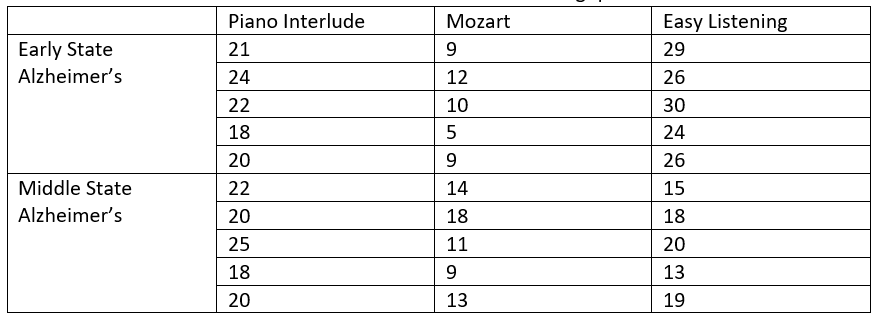 Piano Interlude Mozart Easy Listening
Early State 21 9 29
Alzheimer’s 24 12 26
22 10 30
18 5 24
20 9 26
Middle State 22 14 15
Alzheimer’s 20 18 18
25 11 20
18 9 13
20 13 19